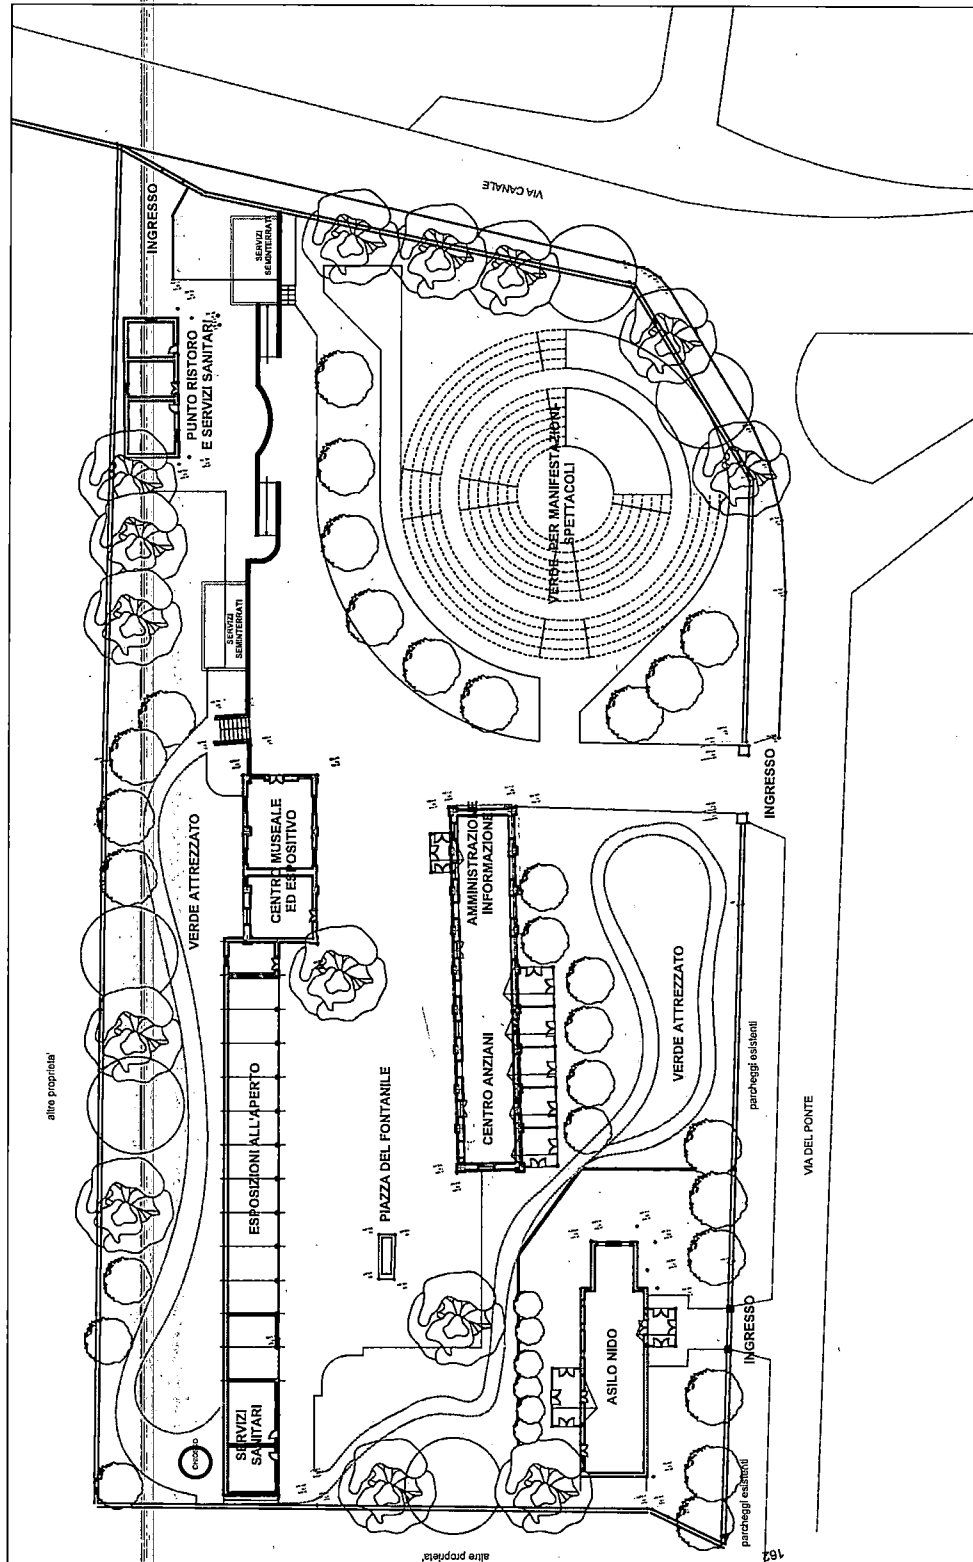 altre proprieta'
INGRESSO
VIA CANALE
SERVIZI
SEMINTERRATI
PUNTO RISTORO
E SERVIZI SANITARI
VERDE PER MANIFESTAZIONI-
SPETTACOLI
SERVIZI
SEMINTERRATI
VERDE ATTREZZATO
CENTRO MUSEALE
ED ESPOSITIVO
AMMINISTRAZIONE
INFORMAZIONE
INGRESSO
ESPOSIZIONI ALL'APERTO
PIAZZA DEL FONTANILE
CENTRO ANZIANI
VERDE ATTREZZATO
parcheggi esistenti
VIA DEL PONTE
SERVIZI
SANITARI
CHIOSCO
ASILO NIDO
INGRESSO
parcheggi esistenti
altre proprieta'
162